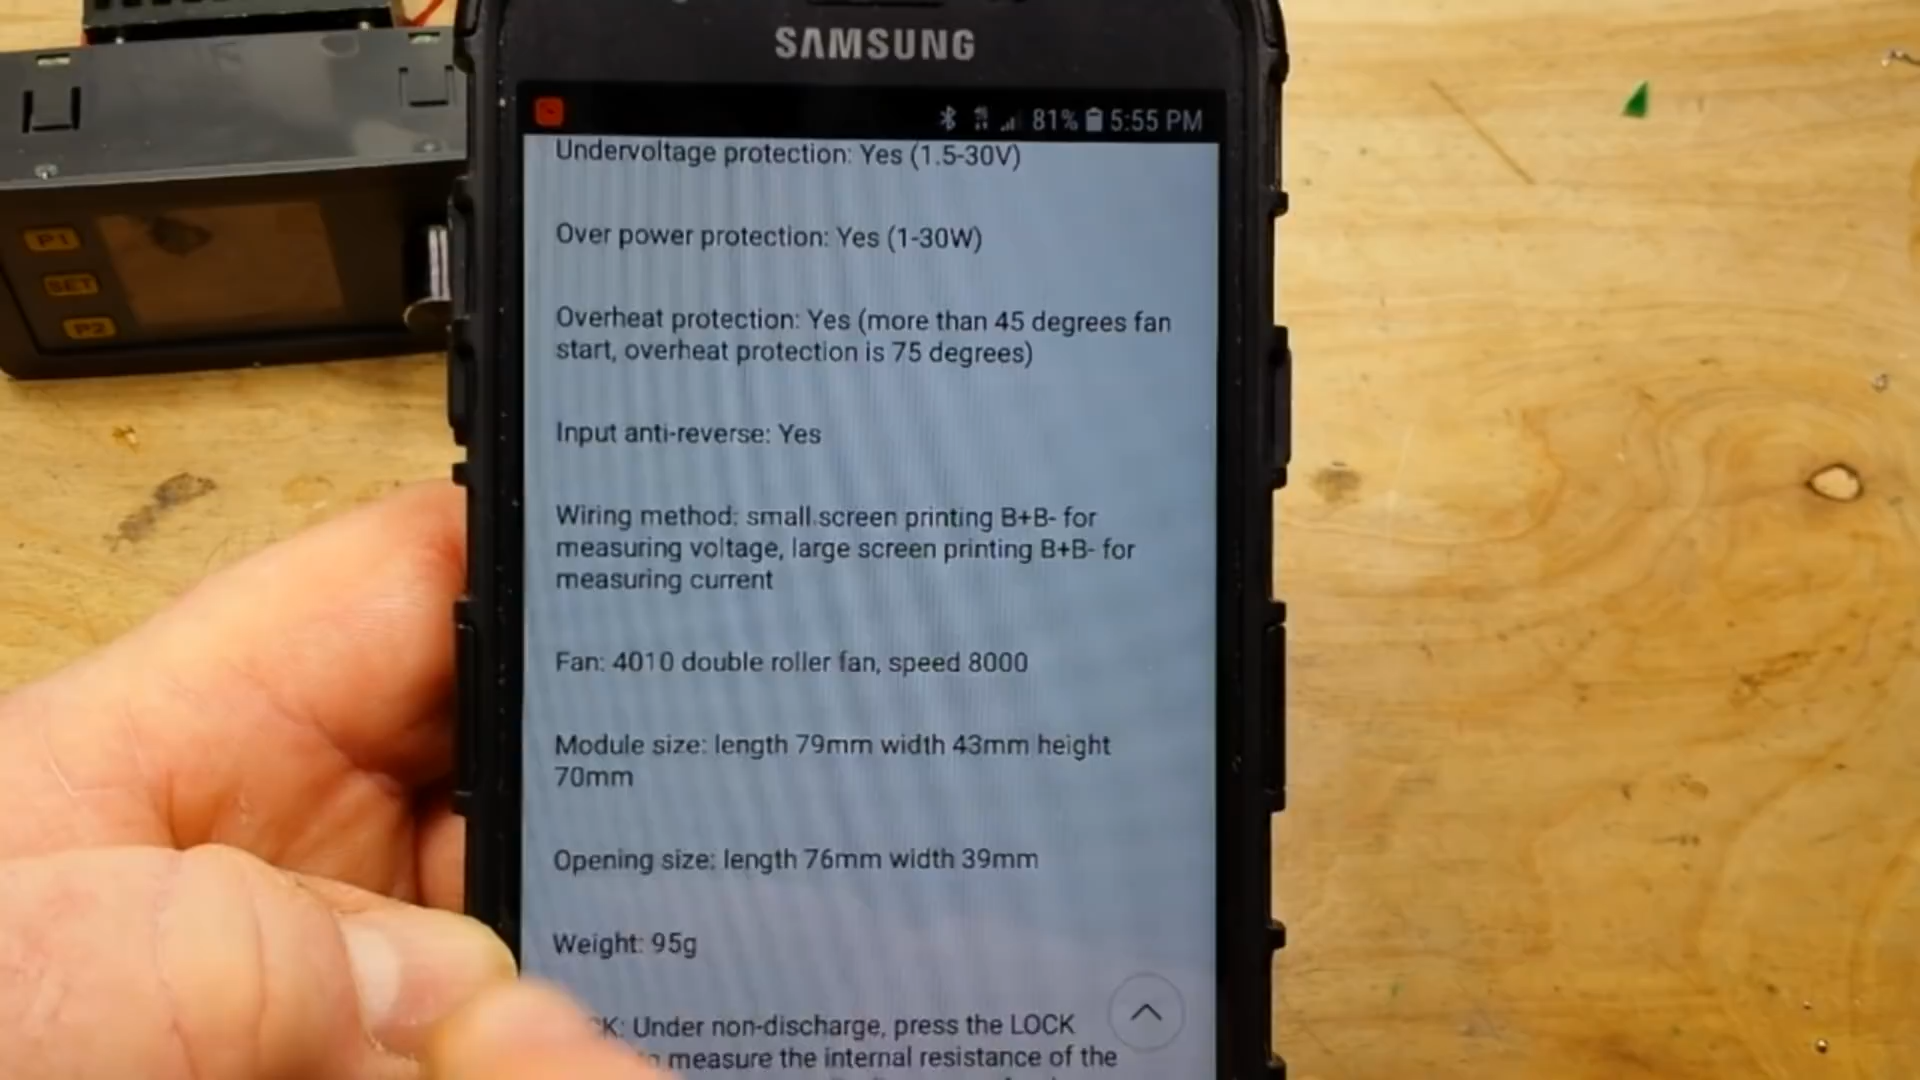 SAMSUNG
81% 5:55 PM
Undervoltage protection: Yes (1.5-30V)
Over power protection: Yes (1-30W)
Overheat protection: Yes (more than 45 degrees fan
start, overheat protection is 75 degrees)
Input anti-reverse: Yes
Wiring method: small screen printing B+B- for
measuring voltage, large screen printing B+B- for
measuring current
Fan: 4010 double roller fan, speed 8000
Module size: length 79mm width 43mm height
70mm
Opening size: length 76mm width 39mm
Weight: 95g
K: Under non-discharge, press the LOCK
measure the internal resistance of the
P1
SET
P2